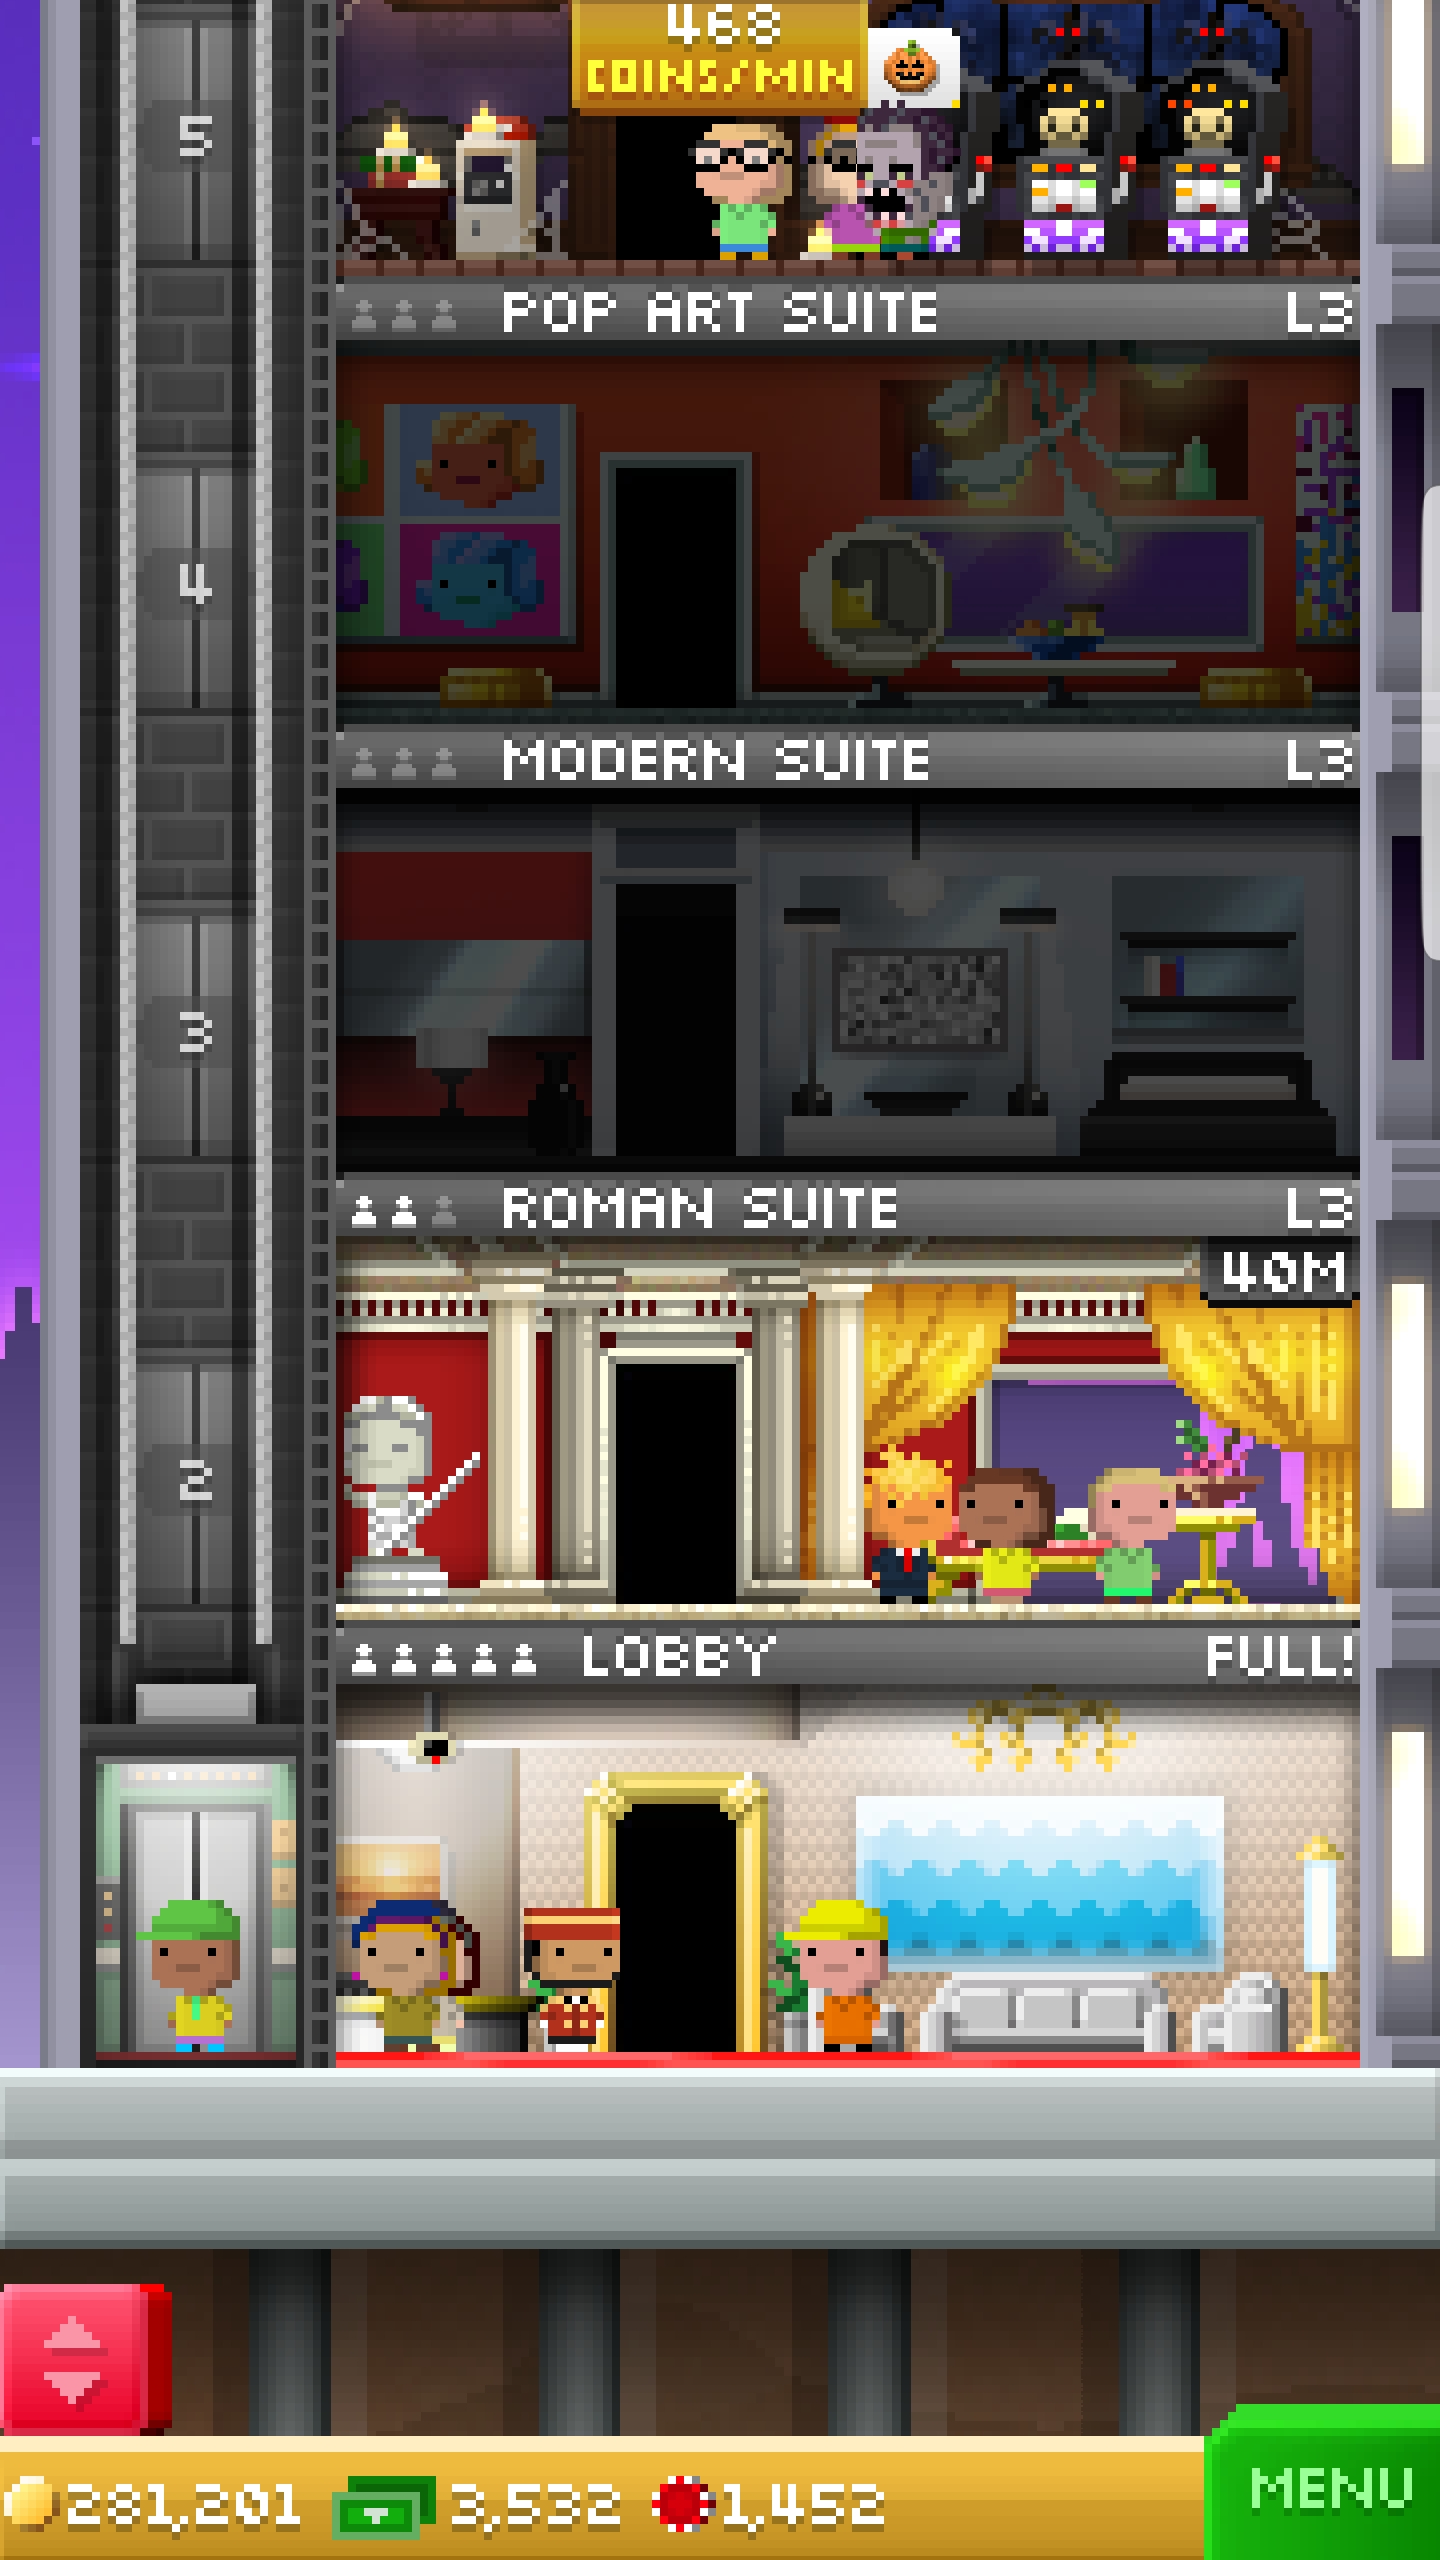 468
COINS/MIN
5
POP ART SUITE L3
4
MODERN SUITE L3
3
ROMAN SUITE L3
40M
2
LOBBY FULL!
281,201 3,532 1,452
MENU